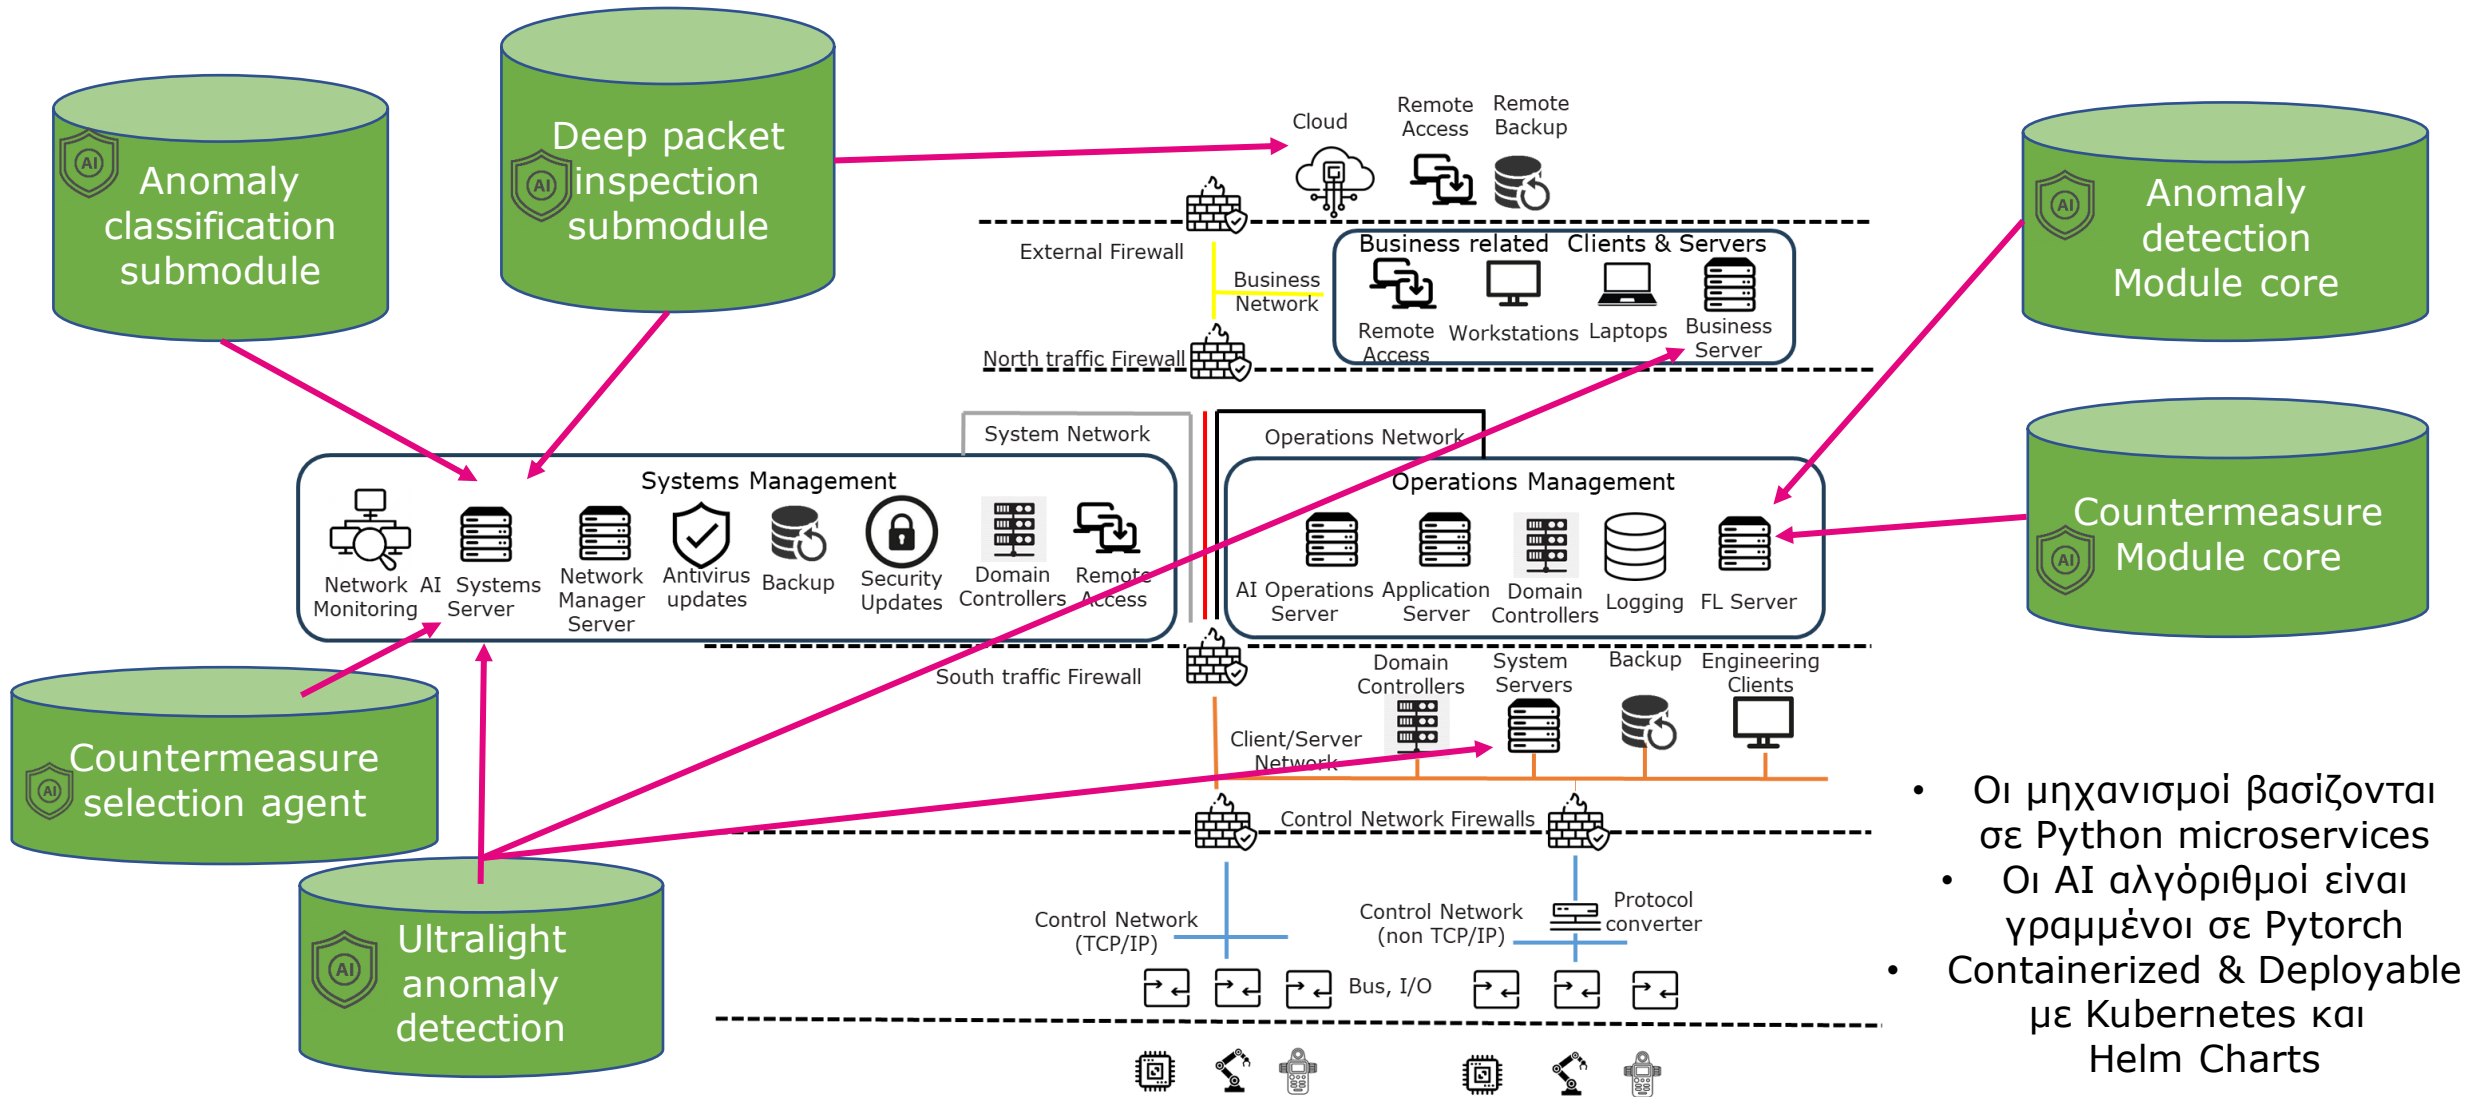 Anomaly
classification
submodule
AI
Deep packet
inspection
submodule
AI
Cloud
Remote
Access
Remote
Backup
Anomaly
detection
Module core
AI
External Firewall
Business
Network
Business related
Clients & Servers
Remote
Access
Workstations
Laptops
Business
Server
North traffic Firewall
System Network
Operations Network
Systems Management
Network
Monitoring
AI Systems
Server
Network
Manager
Server
Antivirus
updates
Backup
Security
Updates
Domain
Controllers
Remote
Access
Operations Management
AI Operations
Server
Application
Server
Domain
Controllers
Logging
FL Server
Countermeasure
Module core
AI
South traffic Firewall
Domain
Controllers
System
Servers
Backup
Engineering
Clients
Client/Server
Network
Countermeasure
selection agent
AI
Control Network Firewalls
Control Network
(TCP/IP)
Control Network
(non TCP/IP)
Protocol
converter
Bus, I/O
Ultralight
anomaly
detection
AI
• Οι μηχανισμοί βασίζονται
σε Python microservices
• Οι AI αλγόριθμοί είναι
γραμμένοι σε Pytorch
• Containerized & Deployable
με Kubernetes και
Helm Charts